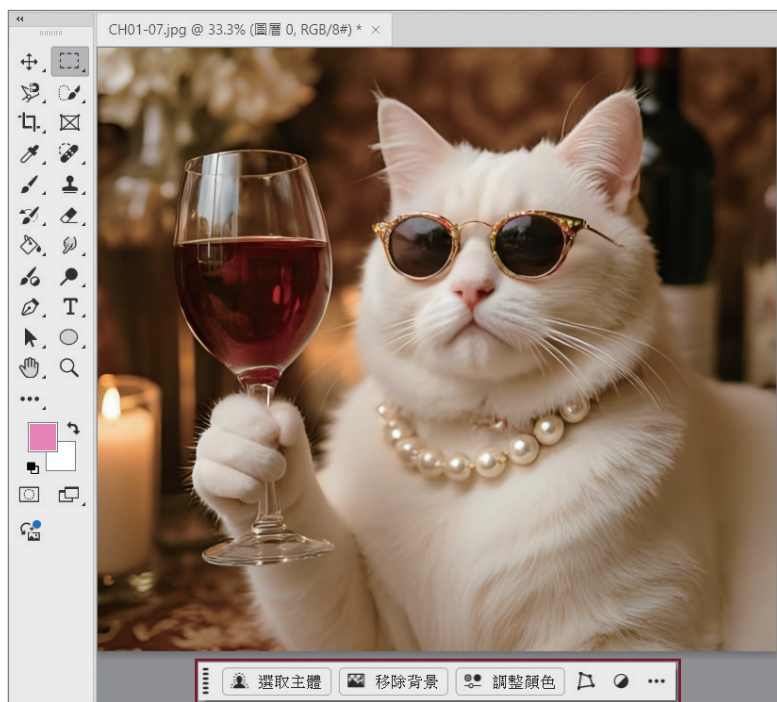 CH01-07.jpg @ 33.3% (圖層 0, RGB/8#) * ×
選取主體 移除背景 調整顏色